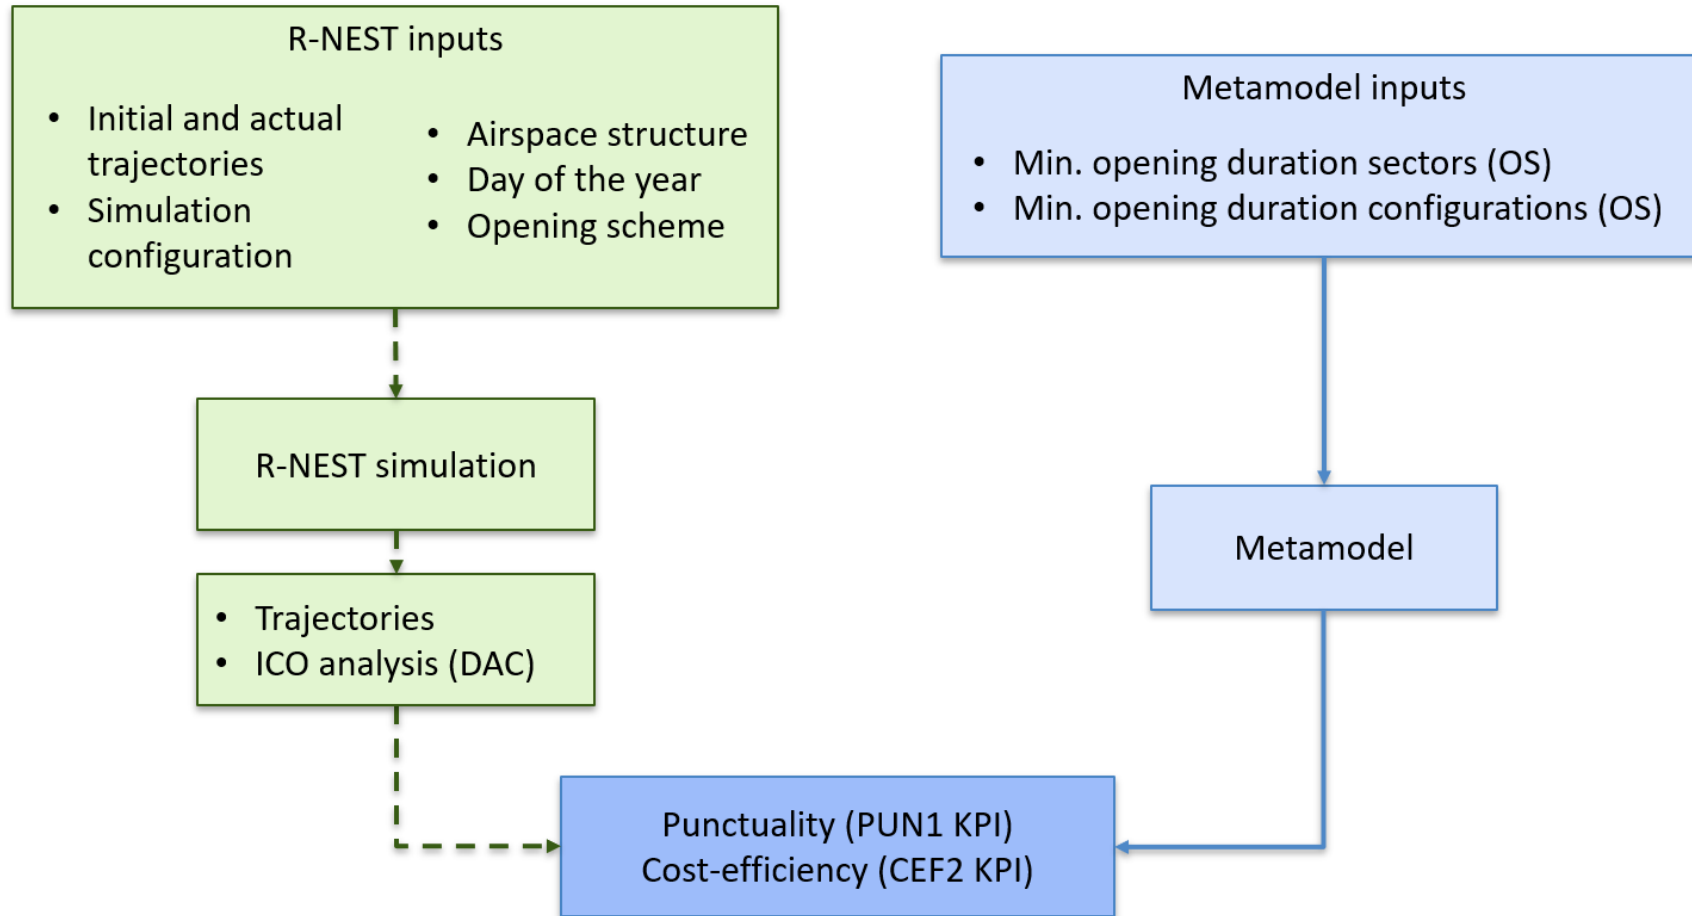 R-NEST inputs
• Initial and actual
trajectories
• Simulation
configuration
• Airspace structure
• Day of the year
• Opening scheme
Metamodel inputs
• Min. opening duration sectors (OS)
• Min. opening duration configurations (OS)
R-NEST simulation
Metamodel
• Trajectories
• ICO analysis (DAC)
Punctuality (PUN1 KPI)
Cost-efficiency (CEF2 KPI)